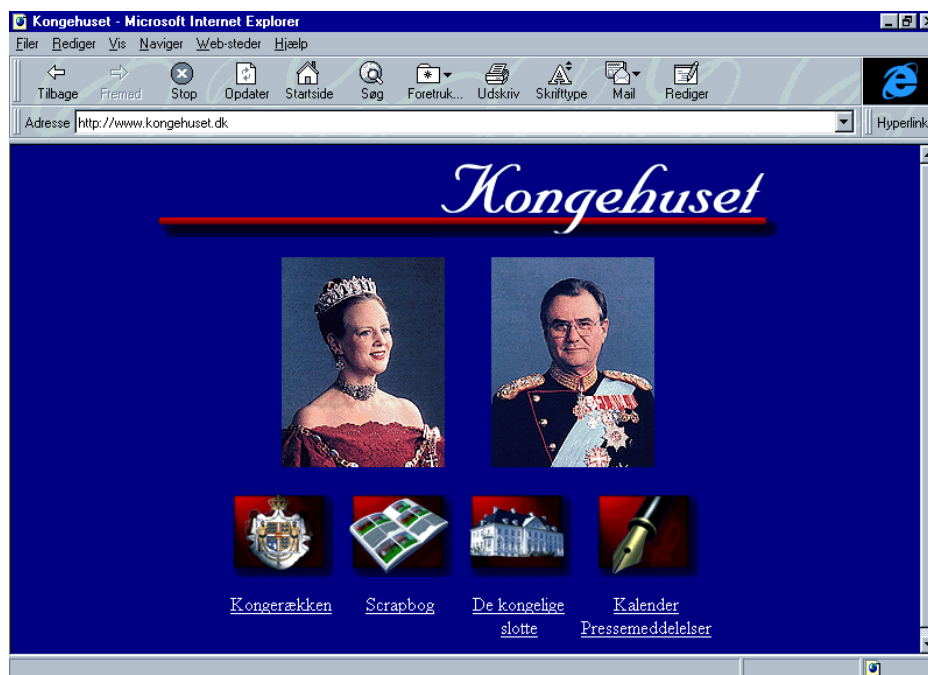 Kongehuset - Microsoft Internet Explorer
Filer Rediger Vis Naviger Web-steder Hjælp
Tilbage Fremad Stop Opdater Startside Søg Foretruk... Udskriv Skrifttype Mail Rediger
Adresse http://www.kongehuset.dk Hyperlink
Kongehuset
Kongerækken Scrapbog De kongelige Kalender
slotte Pressemeddelelser